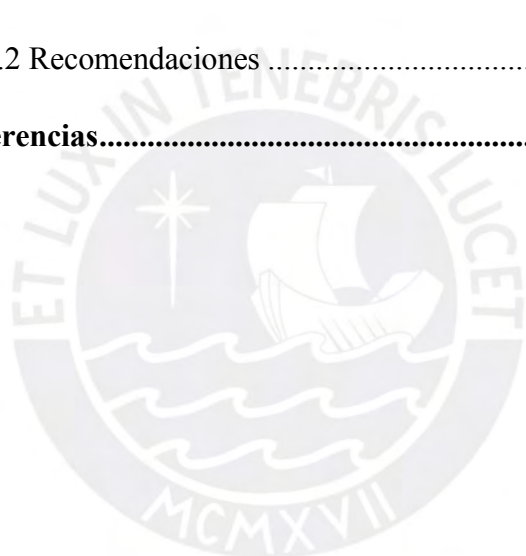 .2 Recomendaciones ................................
erencias.....................................................
ET LUX IN TENEBRIS LUCET
MCMXVII